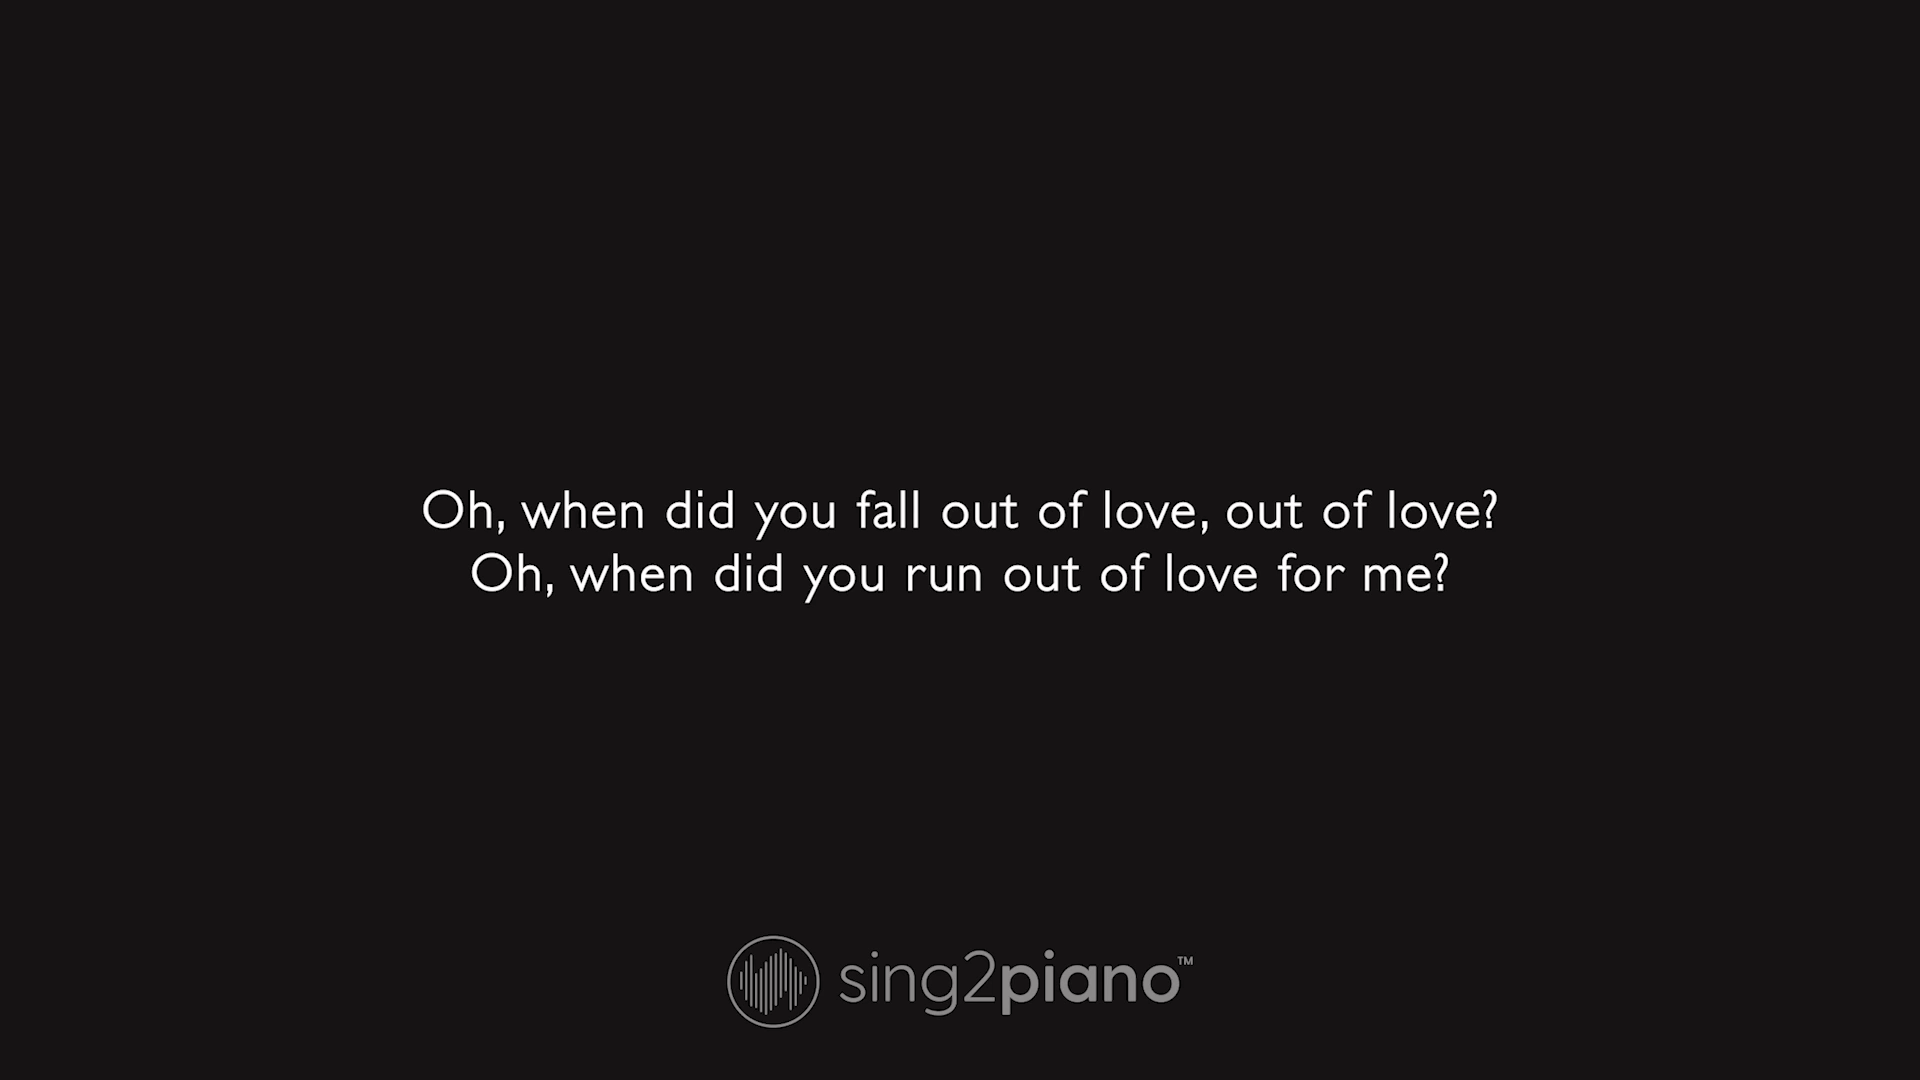 Oh, when did you fall out of love, out of love?
Oh, when did you run out of love for me?
sing2piano™